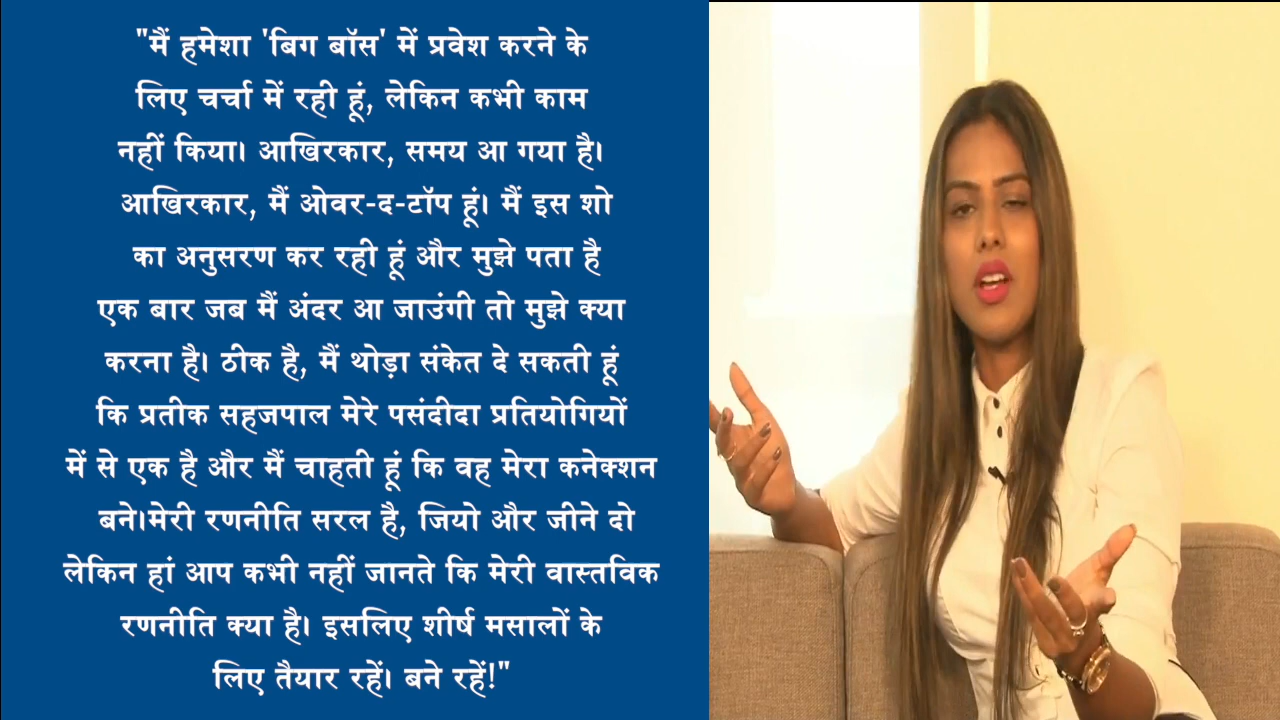 "मैं हमेशा 'बिग बॉस' में प्रवेश करने के
लिए चर्चा में रही हूं, लेकिन कभी काम
नहीं किया। आखिरकार, समय आ गया है।
आखिरकार, मैं ओवर-द-टॉप हूं। मैं इस शो
का अनुसरण कर रही हूं और मुझे पता है
एक बार जब मैं अंदर आ जाउंगी तो मुझे क्या
करना है। ठीक है, मैं थोड़ा संकेत दे सकती हूं
कि प्रतीक सहजपाल मेरे पसंदीदा प्रतियोगियों
में से एक है और मैं चाहती हूं कि वह मेरा कनेक्शन
बने।मेरी रणनीति सरल है, जियो और जीने दो
लेकिन हां आप कभी नहीं जानते कि मेरी वास्तविक
रणनीति क्या है। इसलिए शीर्ष मसालों के
लिए तैयार रहें। बने रहें!"